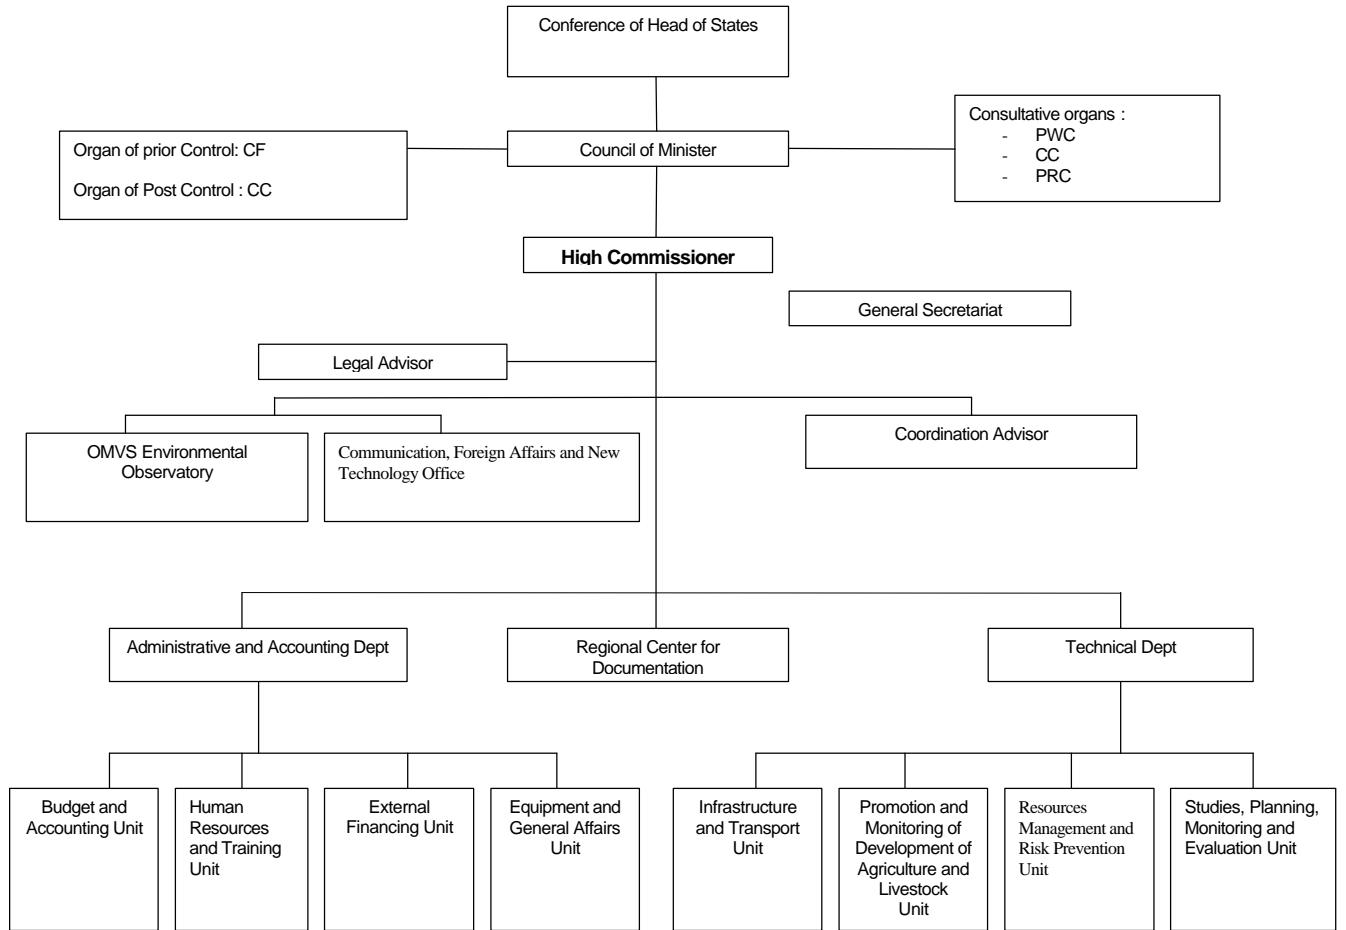 Conference of Head of States
Organ of prior Control: CF
Organ of Post Control : CC
Council of Minister
Consultative organs :
- PWC
- CC
- PRC
High Commissioner
General Secretariat
Legal Advisor
OMVS Environmental
Observatory
Communication, Foreign Affairs and New
Technology Office
Coordination Advisor
Administrative and Accounting Dept
Regional Center for
Documentation
Technical Dept
Budget and
Accounting Unit
Human
Resources
and Training
Unit
External
Financing Unit
Equipment and
General Affairs
Unit
Infrastructure
and Transport
Unit
Promotion and
Monitoring of
Development of
Agriculture and
Livestock
Unit
Resources
Management and
Risk Prevention
Unit
Studies, Planning,
Monitoring and
Evaluation Unit